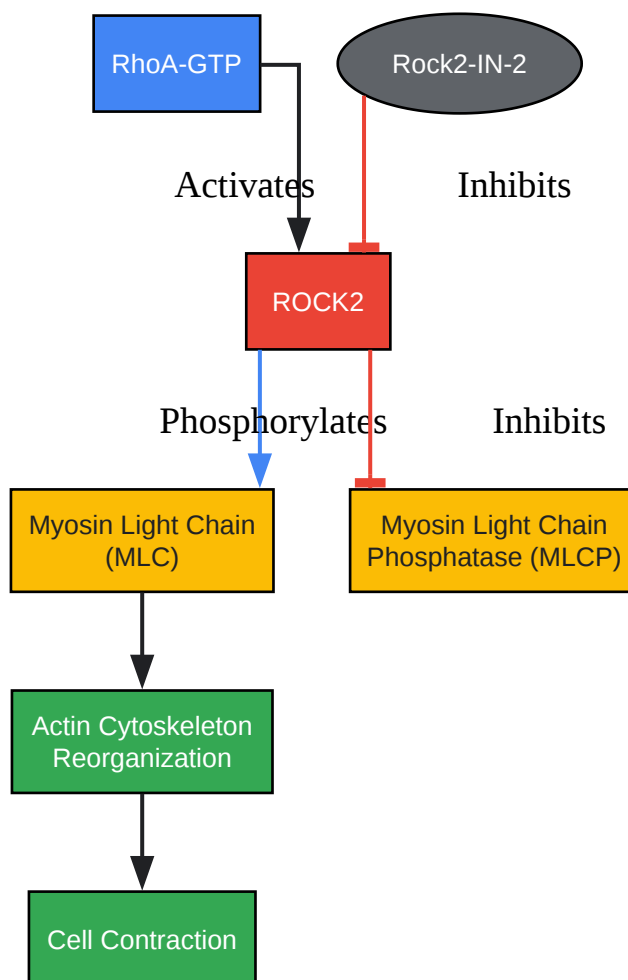 RhoA-GTP
Rock2-IN-2
Activates
Inhibits
ROCK2
Phosphorylates
Inhibits
Myosin Light Chain
(MLC)
Myosin Light Chain
Phosphatase (MLCP)
Actin Cytoskeleton
Reorganization
Cell Contraction